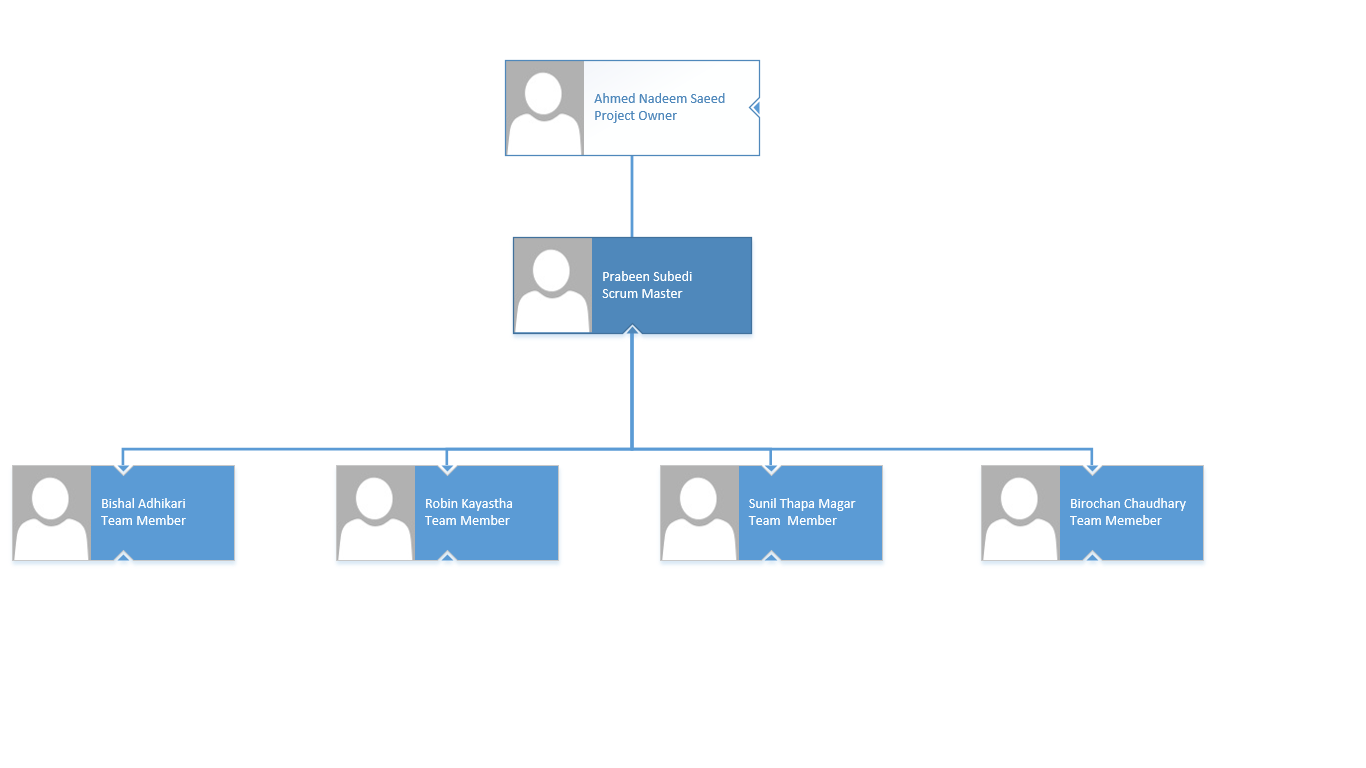 Ahmed Nadeem Saeed
Project Owner
Prabeen Subedi
Scrum Master
Bishal Adhikari
Team Member
Robin Kayastha
Team Member
Sunil Thapa Magar
Team  Member
Birochan Chaudhary
Team Memeber